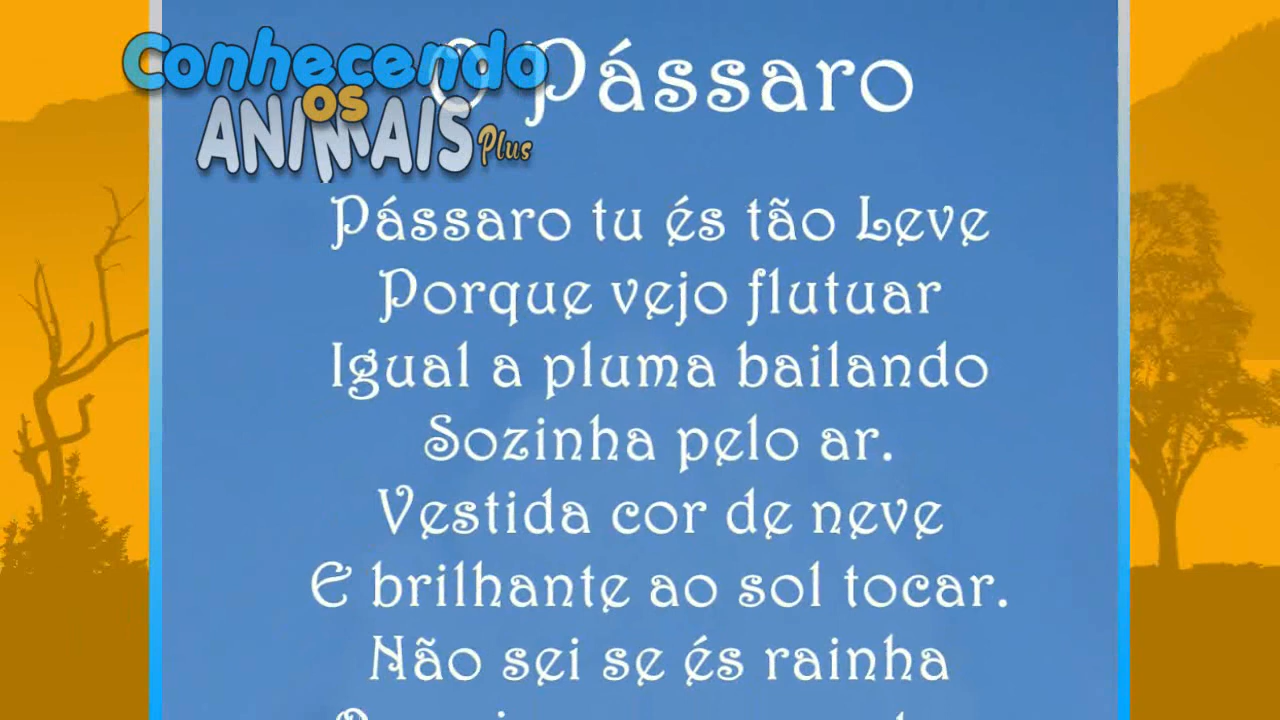 Conhecendo
os
ANIMAIS Plus
O Pássaro
Pássaro tu és tão Leve
Porque vejo flutuar
Igual a pluma bailando
Sozinha pelo ar.
Vestida cor de neve
E brilhante ao sol tocar.
Não sei se és rainha